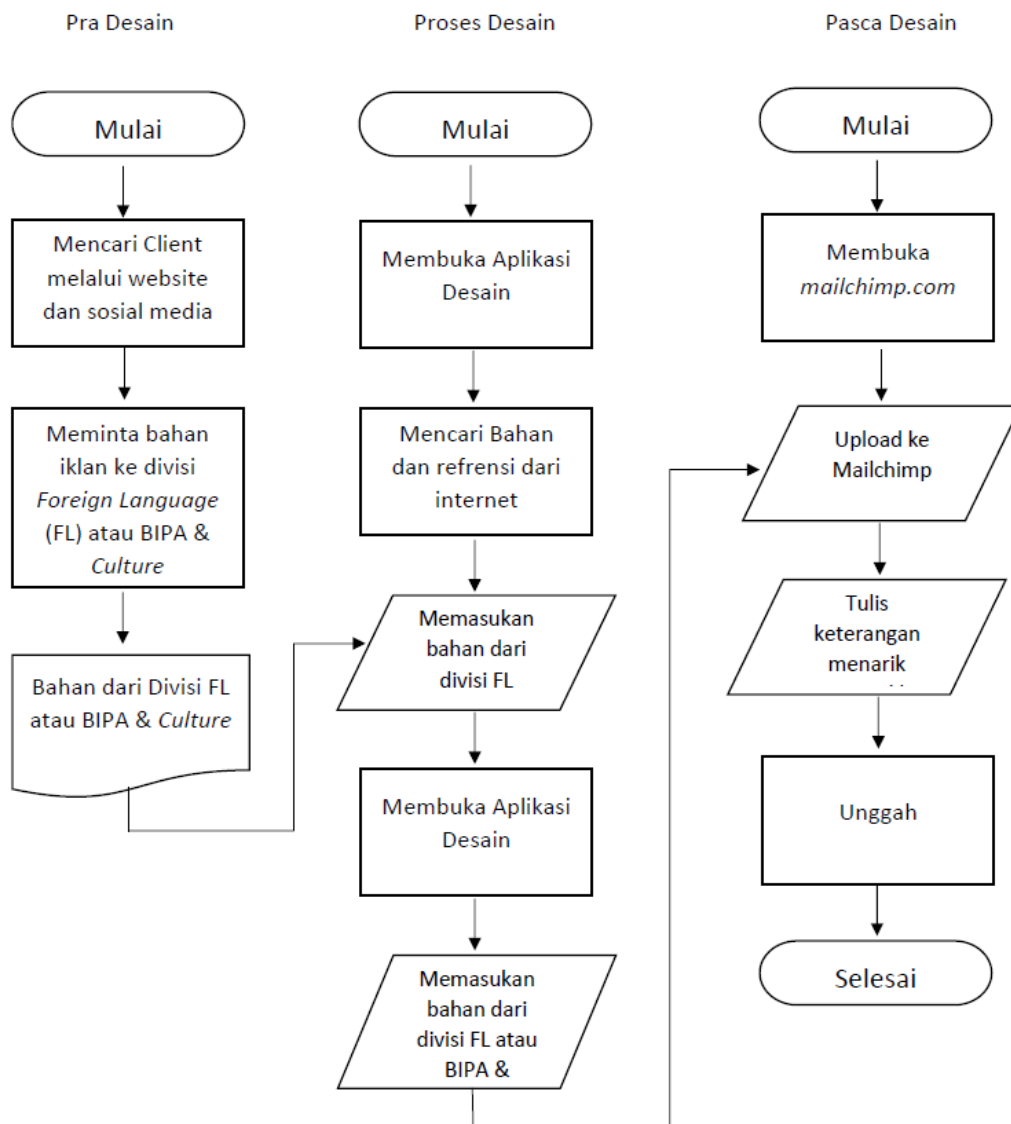 Pra Desain
Mulai
Mencari Client
melalui website
dan sosial media
Meminta bahan
iklan ke divisi
Foreign Language
(FL) atau BIPA &
Culture
Bahan dari Divisi FL
atau BIPA & Culture
Proses Desain
Mulai
Membuka Aplikasi
Desain
Mencari Bahan
dan refrensi dari
internet
Memasukan
bahan dari
divisi FL
Membuka Aplikasi
Desain
Memasukan
bahan dari
divisi FL atau
BIPA &
Pasca Desain
Mulai
Membuka
mailchimp.com
Upload ke
Mailchimp
Tulis
keterangan
menarik
Unggah
Selesai